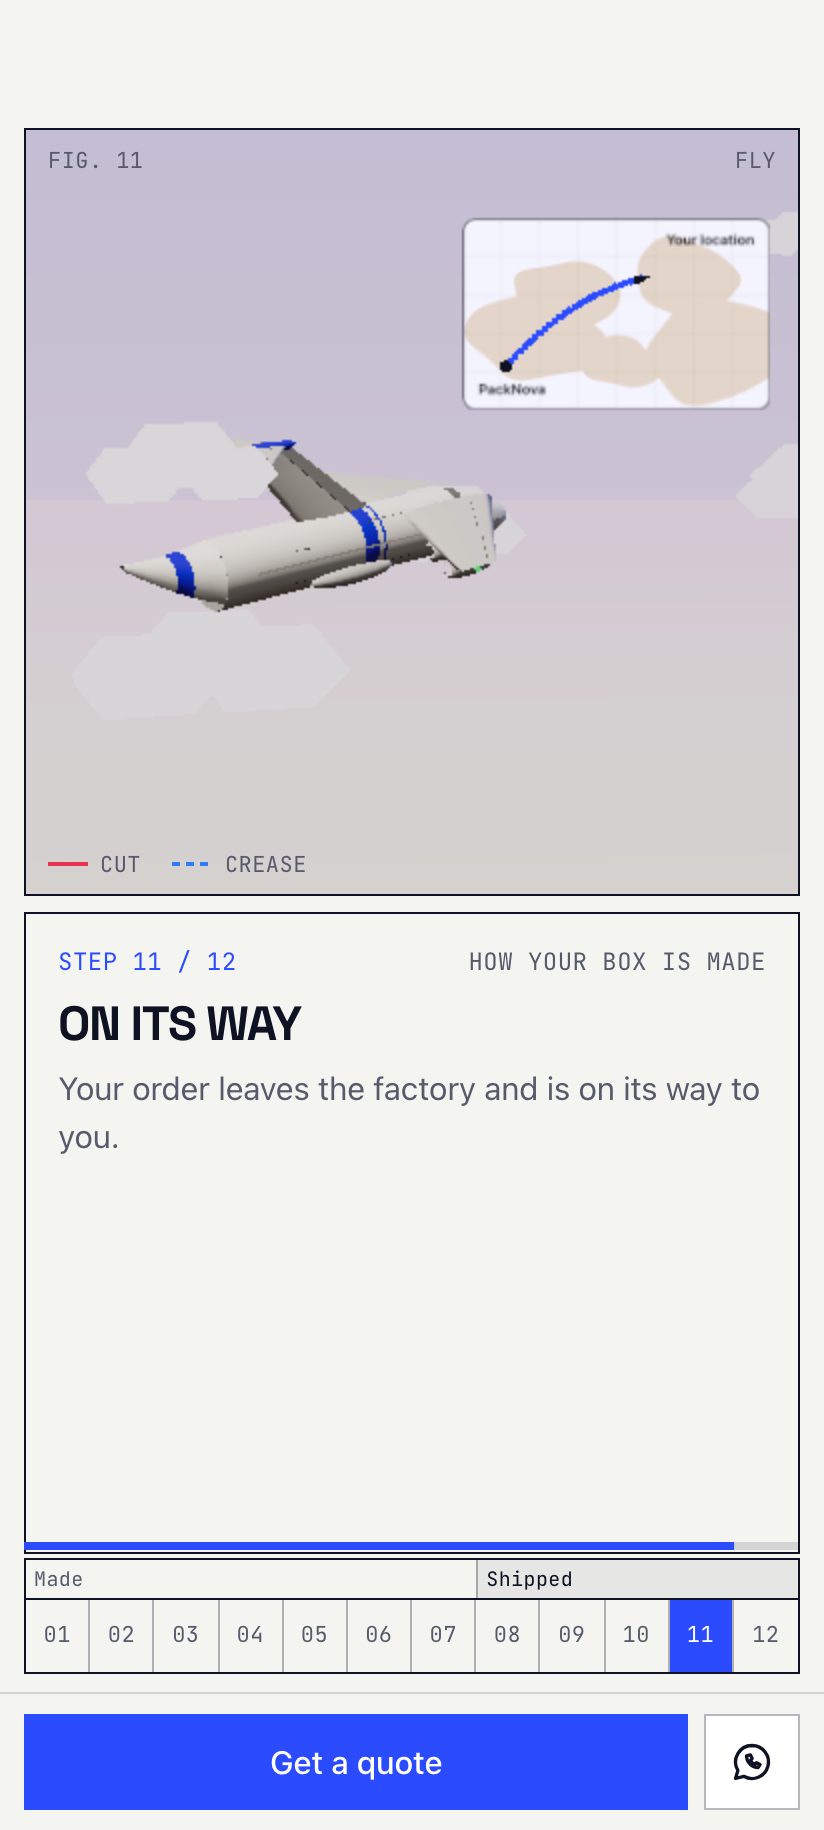 FIG. 11
FLY
Your location
PackNova
CUT
CREASE
STEP 11 / 12
HOW YOUR BOX IS MADE
ON ITS WAY
Your order leaves the factory and is on its way to
you.
Made
Shipped
01 02 03 04 05 06 07 08 09 10 11 12
Get a quote